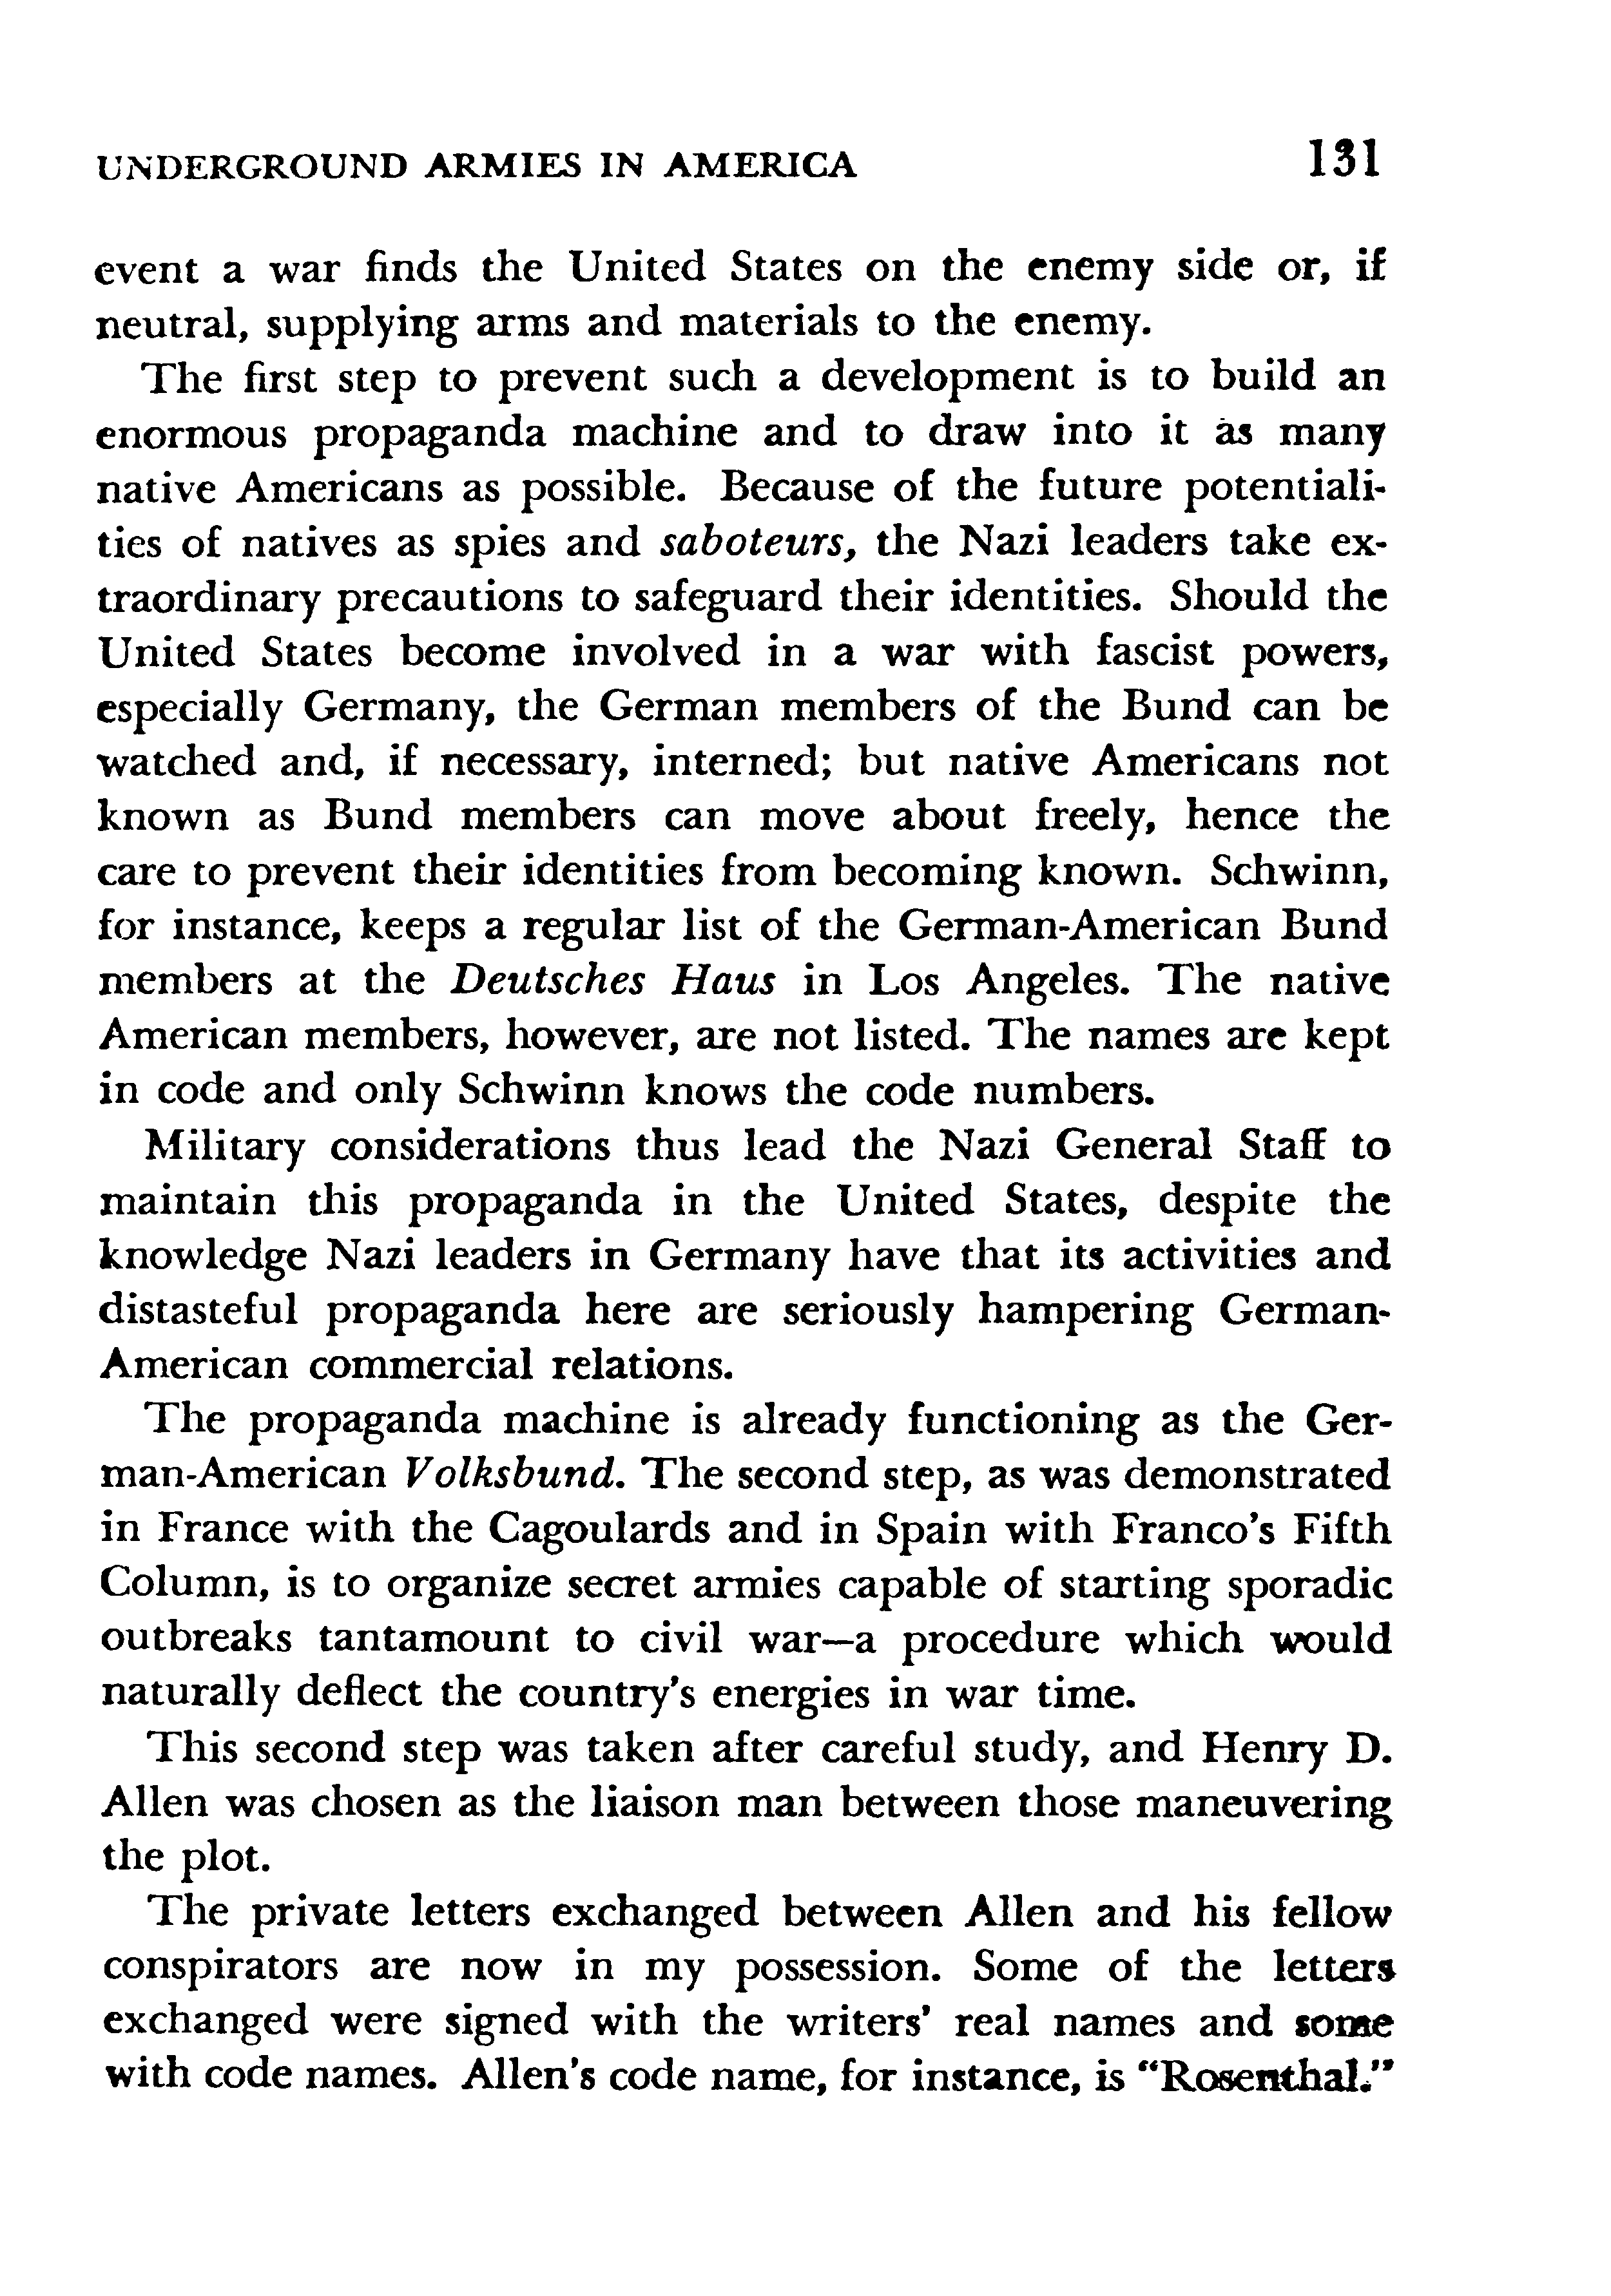 UNDERGROUND ARMIES IN AMERICA 131
event a war finds the United States on the enemy side or, if
neutral, supplying arms and materials to the enemy.
The first step to prevent such a development is to build an
enormous propaganda machine and to draw into it as many
native Americans as possible. Because of the future potentiali-
ties of natives as spies and saboteurs, the Nazi leaders take ex-
traordinary precautions to safeguard their identities. Should the
United States become involved in a war with fascist powers,
especially Germany, the German members of the Bund can be
watched and, if necessary, interned; but native Americans not
known as Bund members can move about freely, hence the
care to prevent their identities from becoming known. Schwinn,
for instance, keeps a regular list of the German-American Bund
members at the Deutsches Haus in Los Angeles. The native
American members, however, are not listed. The names are kept
in code and only Schwinn knows the code numbers.
Military considerations thus lead the Nazi General Staff to
maintain this propaganda in the United States, despite the
knowledge Nazi leaders in Germany have that its activities and
distasteful propaganda here are seriously hampering German-
American commercial relations.
The propaganda machine is already functioning as the Ger-
man-American Volksbund. The second step, as was demonstrated
in France with the Cagoulards and in Spain with Franco's Fifth
Column, is to organize secret armies capable of starting sporadic
outbreaks tantamount to civil war—a procedure which would
naturally deflect the country's energies in war time.
This second step was taken after careful study, and Henry D.
Allen was chosen as the liaison man between those maneuvering
the plot.
The private letters exchanged between Allen and his fellow
conspirators are now in my possession. Some of the letters
exchanged were signed with the writers' real names and some
with code names. Allen's code name, for instance, is "Rosenthal."